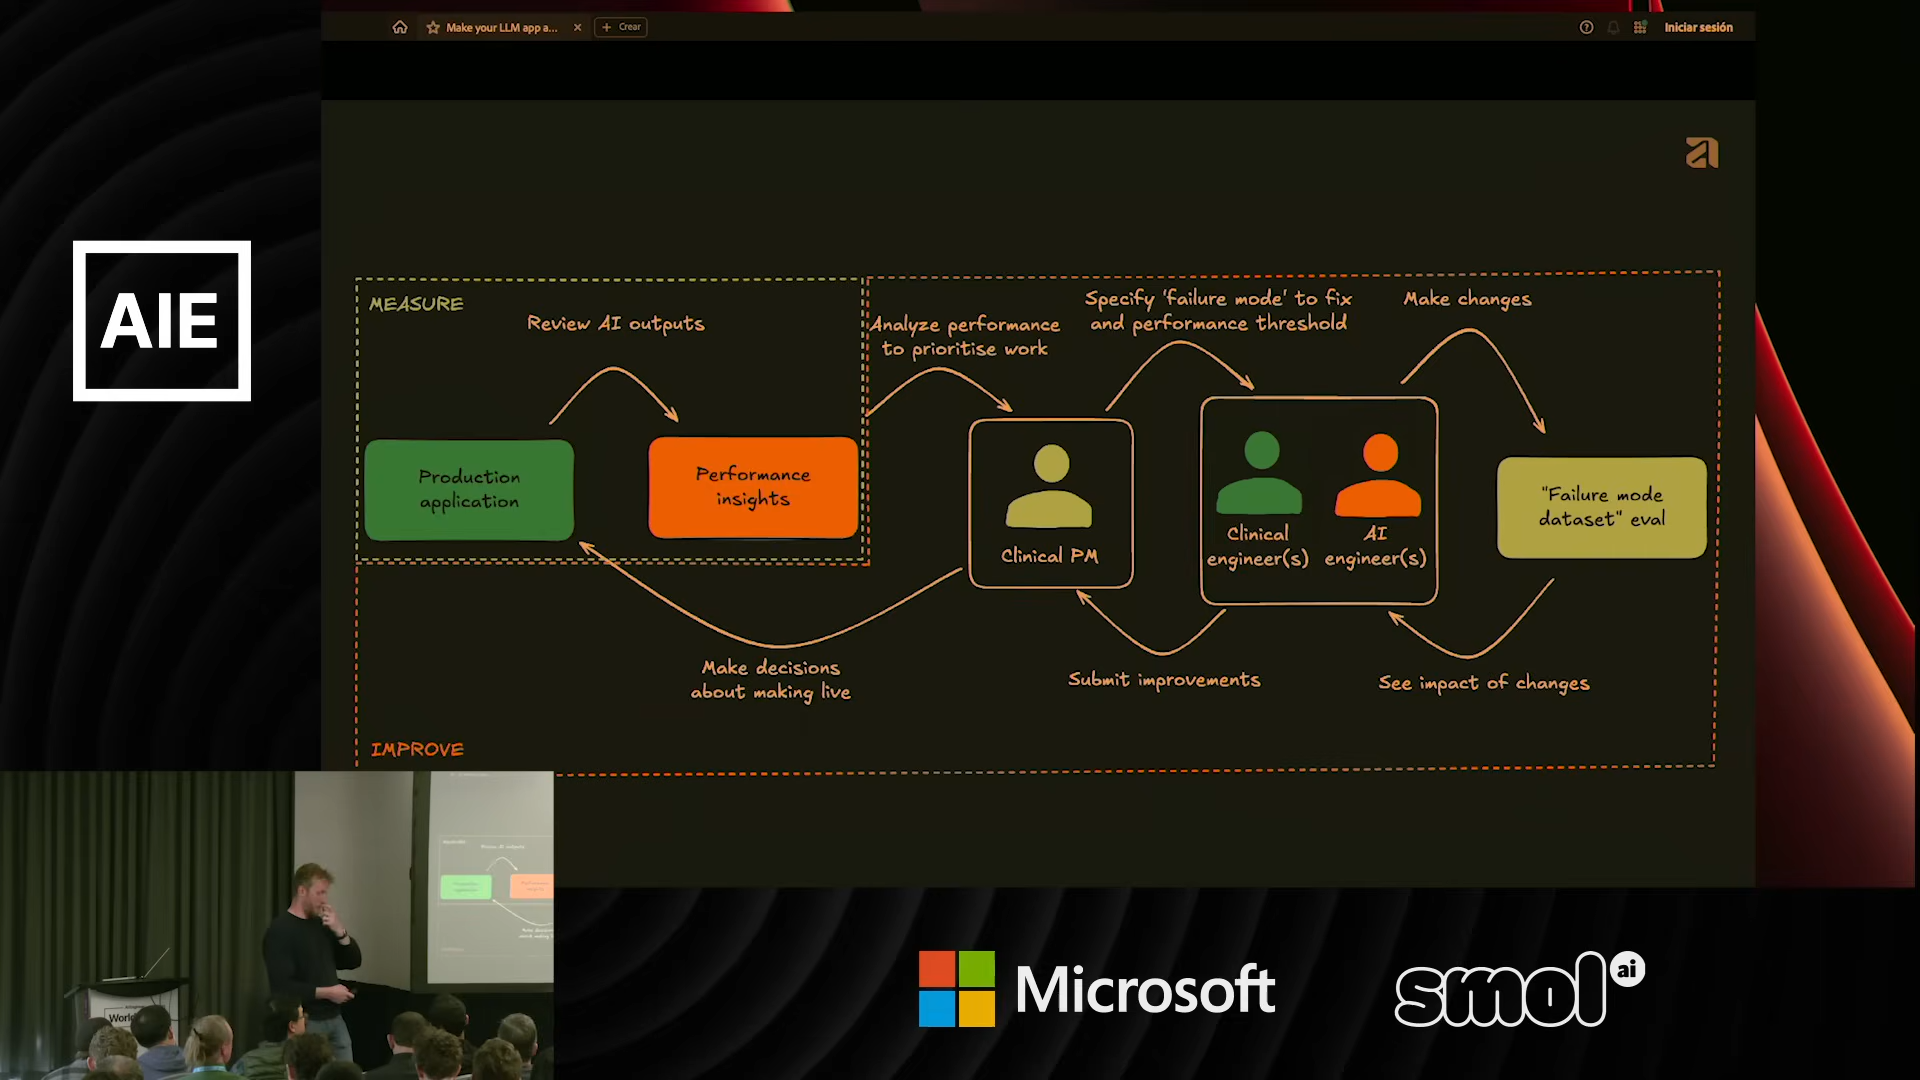 Make your LLM app a...
Crear
Iniciar sesión
AIE
MEASURE
Review AI outputs
Analyze performance
to prioritise work
Specify 'failure mode' to fix
and performance threshold
Make changes
Production
application
Performance
insights
Clinical PM
Clinical
engineer(s)
AI
engineer(s)
"Failure mode
dataset" eval
Make decisions
about making live
Submit improvements
See impact of changes
IMPROVE
World
Microsoft
smol ai